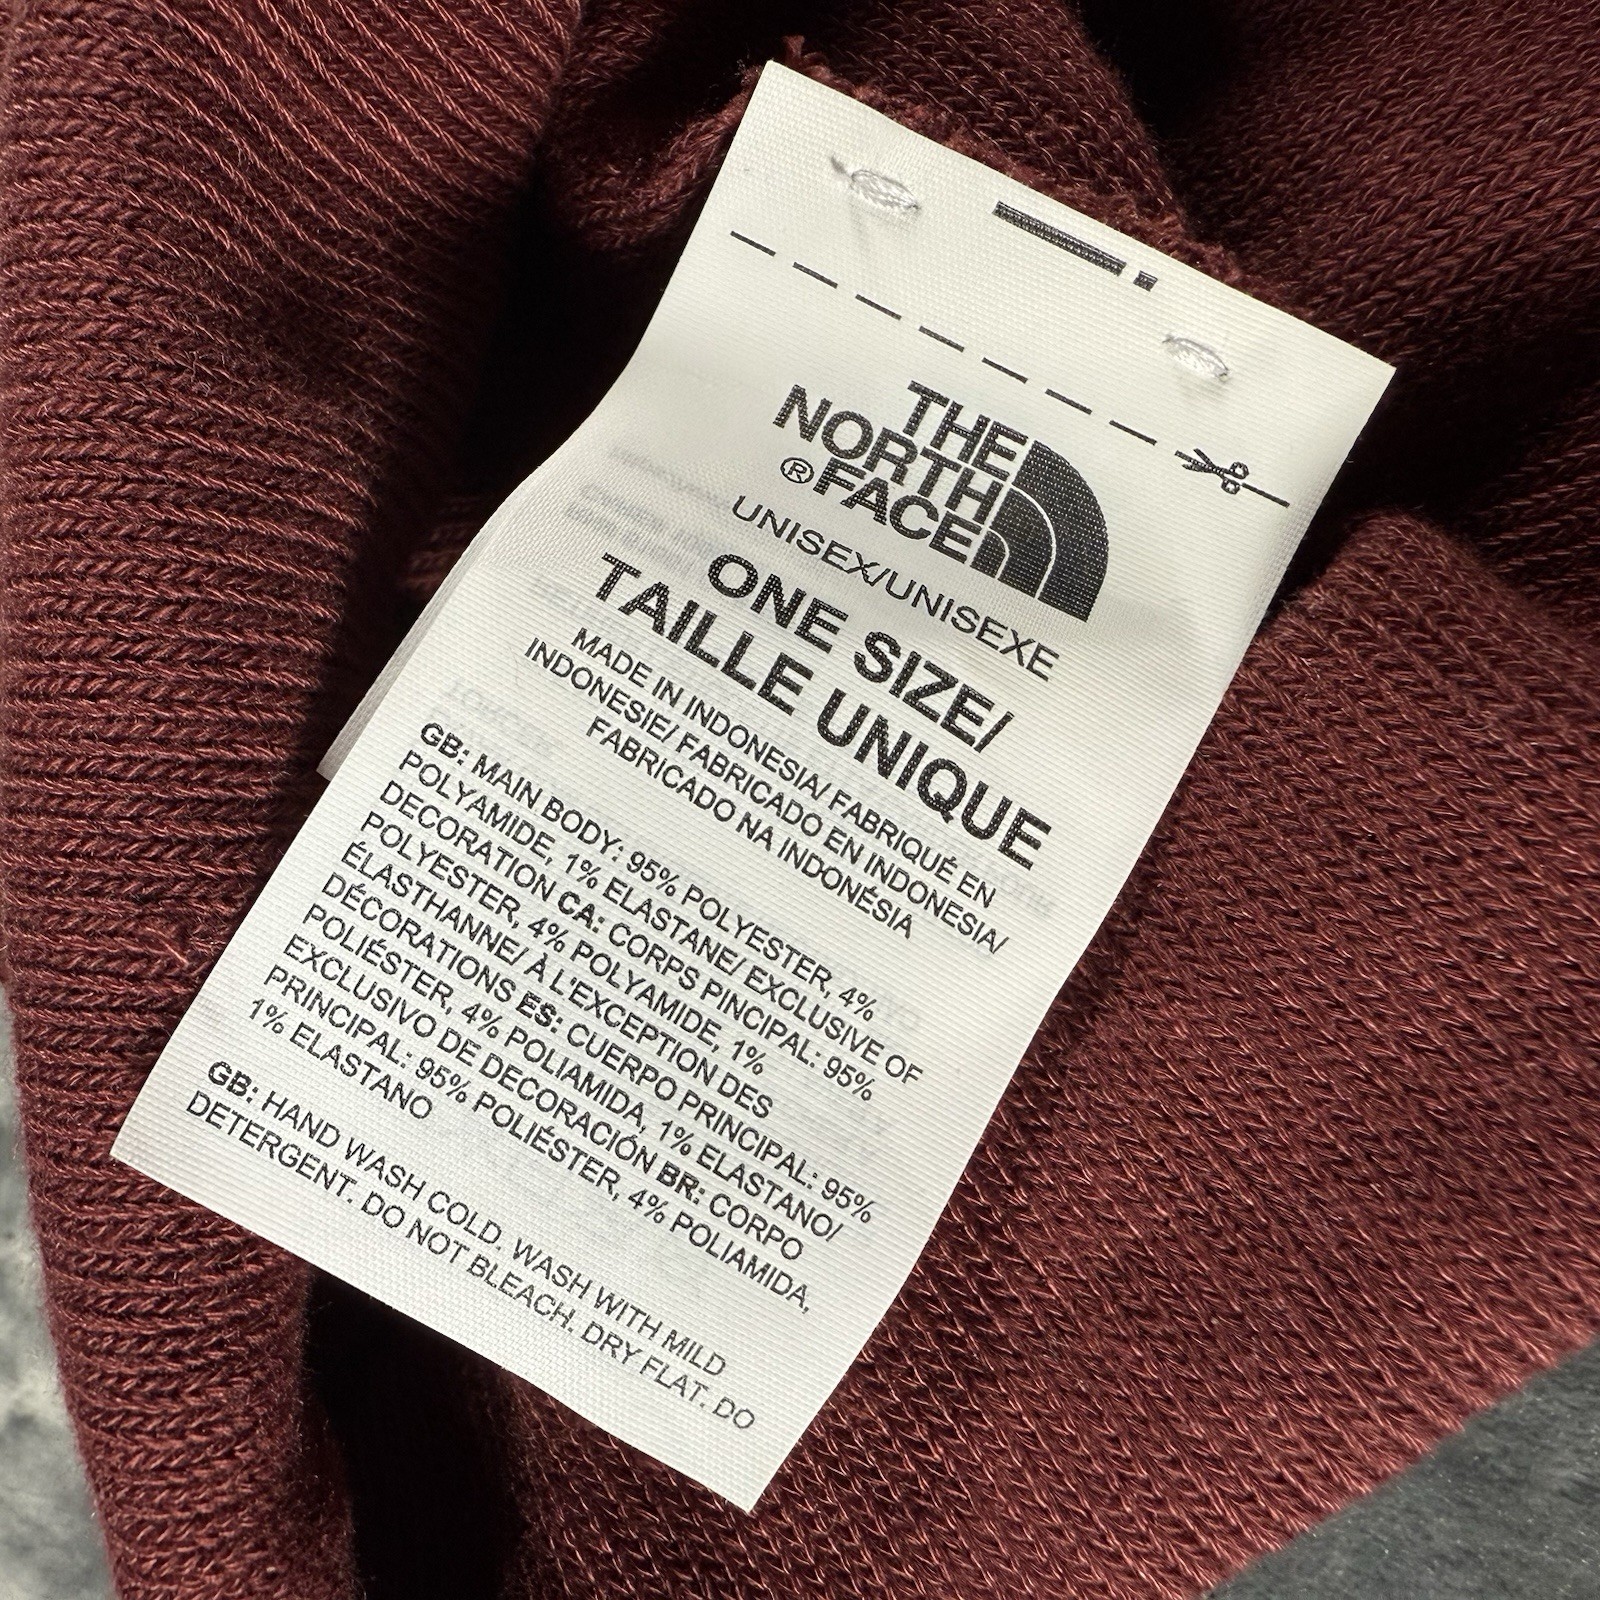 THE
NORTH
®FACE
UNISEX/UNISEXE
ONE SIZE/
TAILLE UNIQUE
MADE IN INDONESIA/ FABRIQUÉ EN
INDONESIE/ FABRICADO EN INDONESIA/
FABRICADO NA INDONÉSIA
GB: MAIN BODY: 95% POLYESTER, 4%
POLYAMIDE, 1% ELASTANE/ EXCLUSIVE OF
DECORATION CA: CORPS PINCIPAL: 95%
POLYESTER, 4% POLYAMIDE, 1%
ÉLASTHANNE/ À L'EXCEPTION DES
DÉCORATIONS ES: CUERPO PRINCIPAL: 95%
POLIÉSTER, 4% POLIAMIDA, 1% ELASTANO/
EXCLUSIVO DE DECORACIÓN BR: CORPO
PRINCIPAL: 95% POLIÉSTER, 4% POLIAMIDA,
1% ELASTANO
GB: HAND WASH COLD. WASH WITH MILD
DETERGENT. DO NOT BLEACH. DRY FLAT. DO